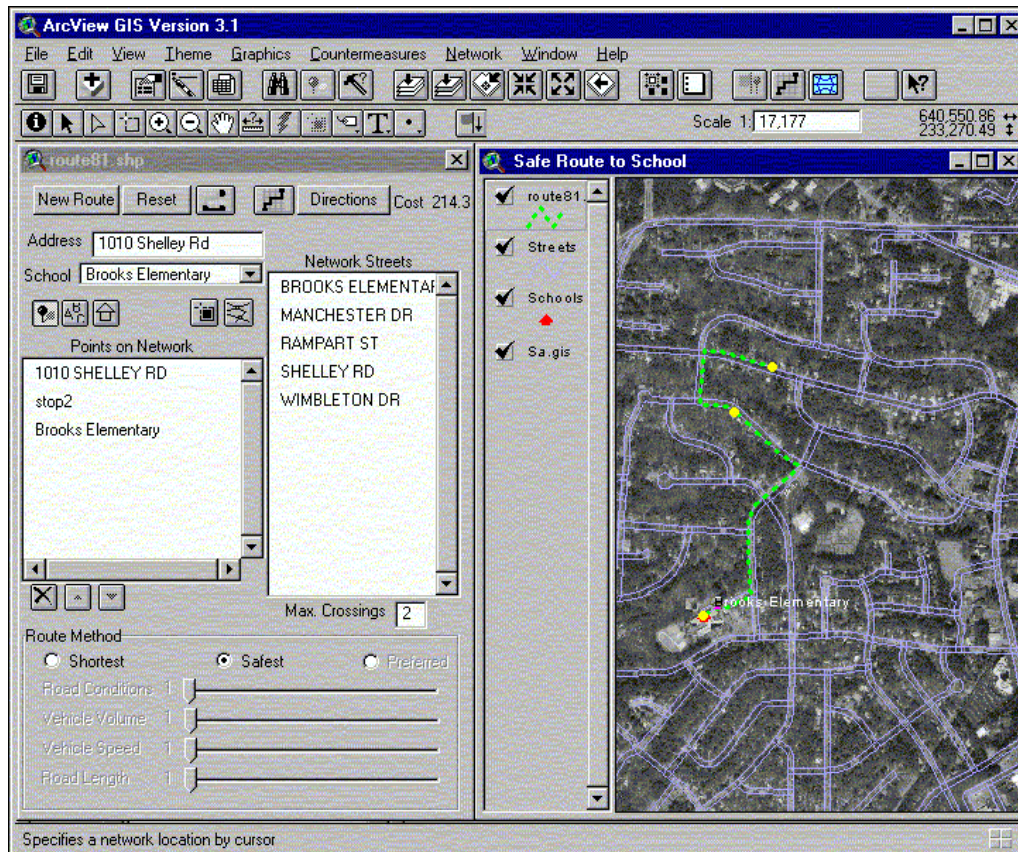 ArcView GIS Version 3.1
File Edit View Theme Graphics Countermeasures Network Window Help
Scale 1: 17,177
640,550.86
233,270.49
route81.shp
New Route Reset Directions Cost 214.3
Address 1010 Shelley Rd
School Brooks Elementary
Points on Network
1010 SHELLEY RD
stop2
Brooks Elementary
Network Streets
BROOKS ELEMENTAR
MANCHESTER DR
RAMPART ST
SHELLEY RD
WIMBLETON DR
Max. Crossings 2
Route Method
Shortest Safest Preferred
Road Conditions 1
Vehicle Volume 1
Vehicle Speed 1
Road Length 1
Safe Route to School
route81.
Streets
Schools
Sa.gis
Brooks Elementary
Specifies a network location by cursor